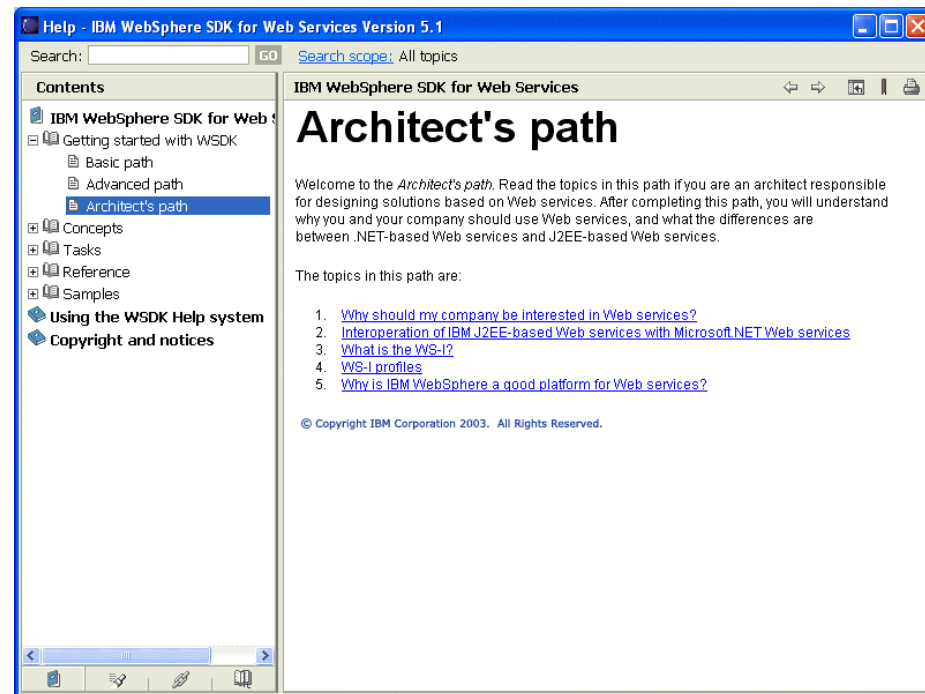 Help - IBM WebSphere SDK for Web Services Version 5.1
Search:
GO
Search scope: All topics
Contents
IBM WebSphere SDK for Web
Getting started with WSDK
Basic path
Advanced path
Architect's path
Concepts
Tasks
Reference
Samples
Using the WSDK Help system
Copyright and notices
IBM WebSphere SDK for Web Services
Architect's path
Welcome to the Architect's path. Read the topics in this path if you are an architect responsible
for designing solutions based on Web services. After completing this path, you will understand
why you and your company should use Web services, and what the differences are
between .NET-based Web services and J2EE-based Web services.
The topics in this path are:
1. Why should my company be interested in Web services?
2. Interoperation of IBM J2EE-based Web services with Microsoft.NET Web services
3. What is the WS-I?
4. WS-I profiles
5. Why is IBM WebSphere a good platform for Web services?
© Copyright IBM Corporation 2003. All Rights Reserved.